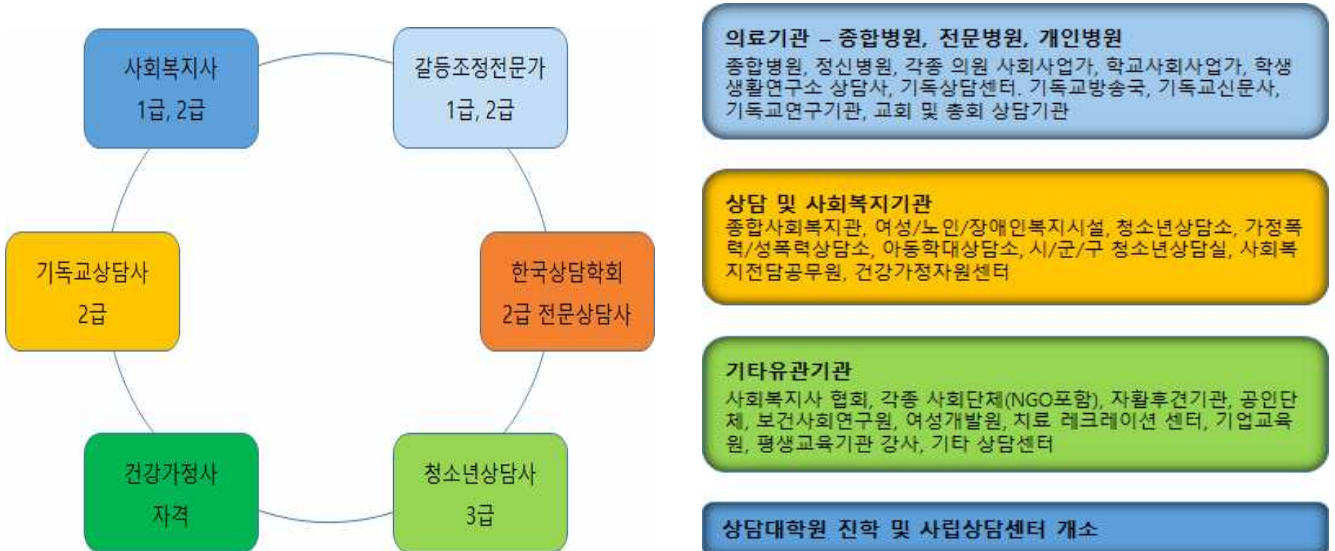 사회복지사
1급, 2급
갈등조정전문가
1급, 2급
기독교상담사
2급
한국상담학회
2급 전문상담사
건강가정사
자격
청소년상담사
3급
의료기관 – 종합병원, 전문병원, 개인병원
종합병원, 정신병원, 각종 의원 사회사업가, 학교사회사업가, 학생
생활연구소 상담사, 기독상담센터. 기독교방송국, 기독교신문사,
기독교연구기관, 교회 및 총회 상담기관
상담 및 사회복지기관
종합사회복지관, 여성/노인/장애인복지시설, 청소년상담소, 가정폭
력/성폭력상담소, 아동학대상담소, 시/군/구 청소년상담실, 사회복
지전담공무원, 건강가정자원센터
기타유관기관
사회복지사 협회, 각종 사회단체(NGO포함), 자활후견기관, 공인단
체, 보건사회연구원, 여성개발원, 치료 레크레이션 센터, 기업교육
원, 평생교육기관 강사, 기타 상담센터
상담대학원 진학 및 사립상담센터 개소